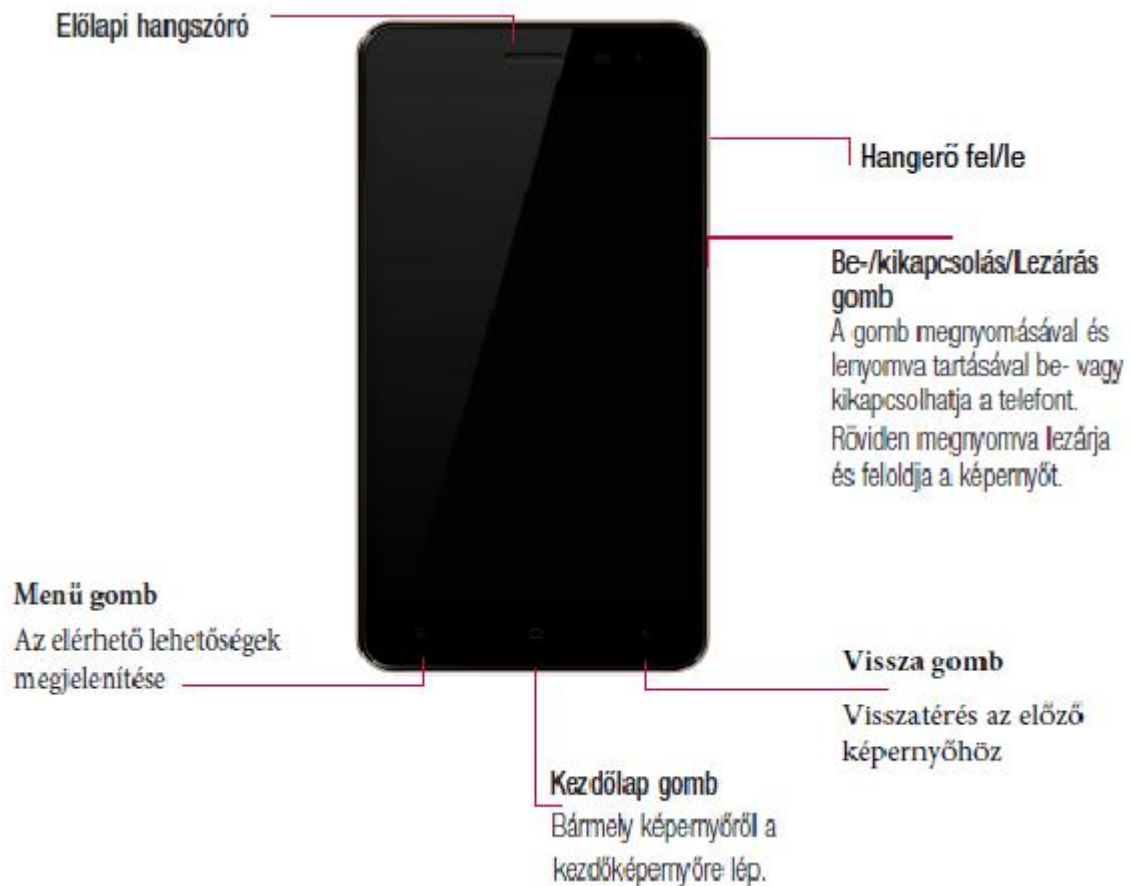 Előlapi hangszóró
Hangerő fel/le
Be-/kikapcsolás/Lezárás
gomb
A gomb megnyomásával és
lenyomva tartásával be- vagy
kikapcsolhatja a telefont.
Röviden megnyomva lezárja
és feloldja a képernyőt.
Menü gomb
Az elérhető lehetőségek
megjelenítése
Vissza gomb
Visszatérés az előző
képernyőhöz
Kezdőlap gomb
Bármely képernyőről a
kezdőképernyőre lép.